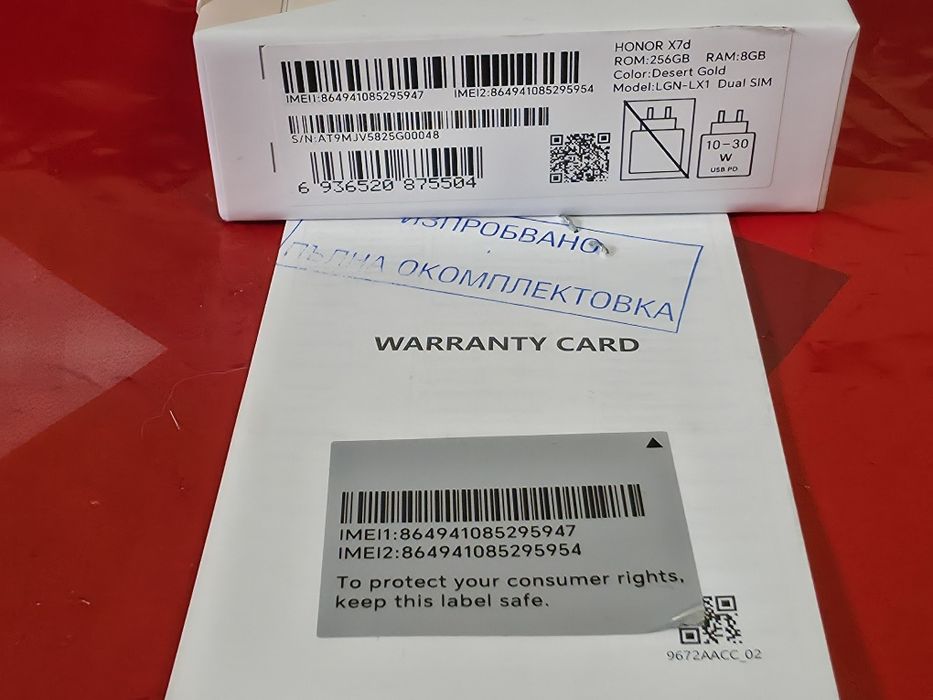 HONOR X7d
ROM:256GB RAM:8GB
Color:Desert Gold
Model:LGN-LX1 Dual SIM
IMEI1:864941085295947 IMEI2:864941085295954
S/N:AT9MJV5825G00048
6 936520 875504
10-30
W
USB PD
ИЗПРОБВАНО
ПЪЛНА ОКОМПЛЕКТОВКА
WARRANTY CARD
IMEI1:864941085295947
IMEI2:864941085295954
To protect your consumer rights,
keep this label safe.
9672AACC_02